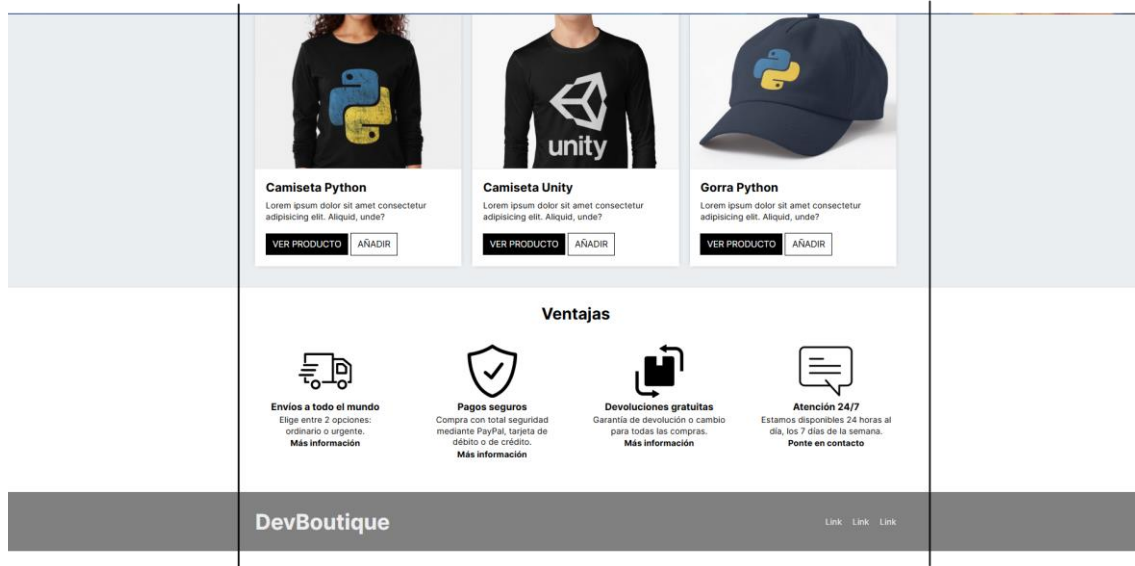 unity
Camiseta Python
Lorem ipsum dolor sit amet consectetur
adipisicing elit. Aliquid, unde?
VER PRODUCTO AÑADIR
Camiseta Unity
Lorem ipsum dolor sit amet consectetur
adipisicing elit. Aliquid, unde?
VER PRODUCTO AÑADIR
Gorra Python
Lorem ipsum dolor sit amet consectetur
adipisicing elit. Aliquid, unde?
VER PRODUCTO AÑADIR
Ventajas
Envíos a todo el mundo
Elige entre 2 opciones:
ordinario o urgente.
Más información
Pagos seguros
Compra con total seguridad
mediante PayPal, tarjeta de
débito o de crédito.
Más información
Devoluciones gratuitas
Garantía de devolución o cambio
para todas las compras.
Más información
Atención 24/7
Estamos disponibles 24 horas al
día, los 7 días de la semana.
Ponte en contacto
DevBoutique
Link Link Link